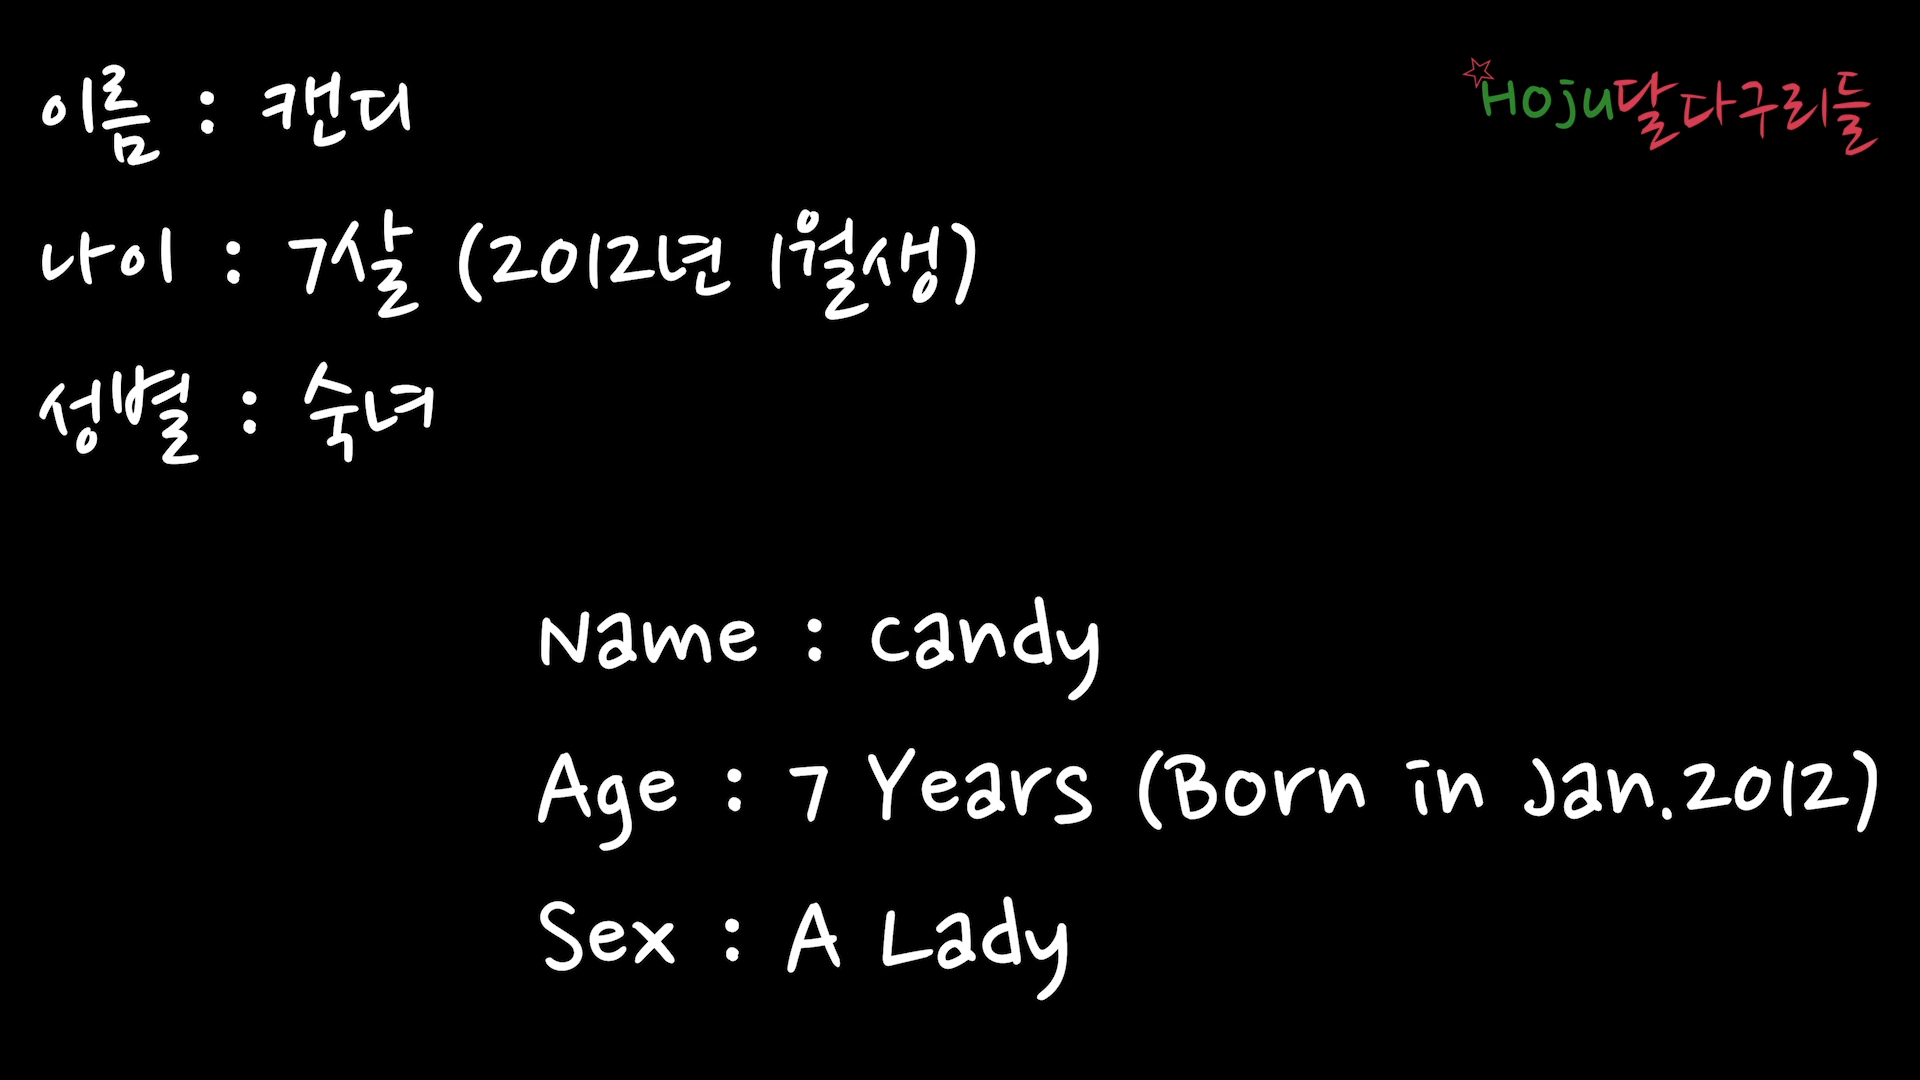 이름 : 캔디
Hoju달다구리들
나이 : 7살 (2012년 1월생)
성별 : 숙녀
Name : Candy
Age : 7 Years (Born in Jan.2012)
Sex : A Lady